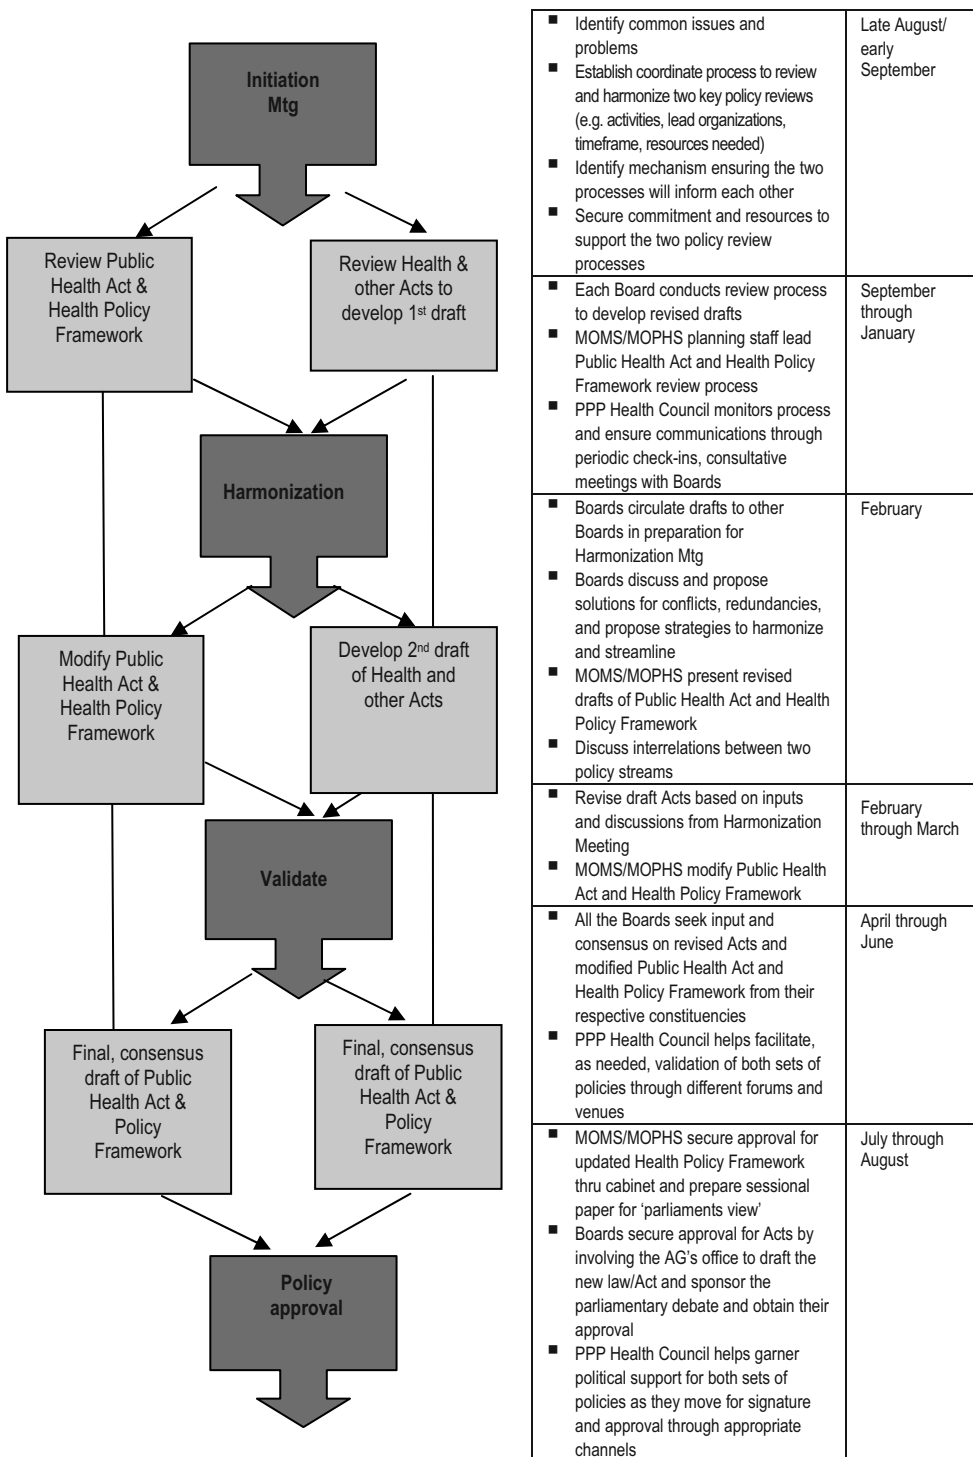 Initiation
Mtg
Review Public
Health Act &
Health Policy
Framework
Review Health &
other Acts to
develop 1st draft
Harmonization
Modify Public
Health Act &
Health Policy
Framework
Develop 2nd draft
of Health and
other Acts
Validate
Final, consensus
draft of Public
Health Act &
Policy
Framework
Final, consensus
draft of Public
Health Act &
Policy
Framework
Policy
approval
▪ Identify common issues and
problems
▪ Establish coordinate process to review
and harmonize two key policy reviews
(e.g. activities, lead organizations,
timeframe, resources needed)
▪ Identify mechanism ensuring the two
processes will inform each other
▪ Secure commitment and resources to
support the two policy review
processes
Late August/
early
September
▪ Each Board conducts review process
to develop revised drafts
▪ MOMS/MOPHS planning staff lead
Public Health Act and Health Policy
Framework review process
▪ PPP Health Council monitors process
and ensure communications through
periodic check-ins, consultative
meetings with Boards
September
through
January
▪ Boards circulate drafts to other
Boards in preparation for
Harmonization Mtg
▪ Boards discuss and propose
solutions for conflicts, redundancies,
and propose strategies to harmonize
and streamline
▪ MOMS/MOPHS present revised
drafts of Public Health Act and Health
Policy Framework
▪ Discuss interrelations between two
policy streams
February
▪ Revise draft Acts based on inputs
and discussions from Harmonization
Meeting
▪ MOMS/MOPHS modify Public Health
Act and Health Policy Framework
February
through March
▪ All the Boards seek input and
consensus on revised Acts and
modified Public Health Act and
Health Policy Framework from their
respective constituencies
▪ PPP Health Council helps facilitate,
as needed, validation of both sets of
policies through different forums and
venues
April through
June
▪ MOMS/MOPHS secure approval for
updated Health Policy Framework
thru cabinet and prepare sessional
paper for ‘parliaments view’
▪ Boards secure approval for Acts by
involving the AG’s office to draft the
new law/Act and sponsor the
parliamentary debate and obtain their
approval
▪ PPP Health Council helps garner
political support for both sets of
policies as they move for signature
and approval through appropriate
channels
July through
August